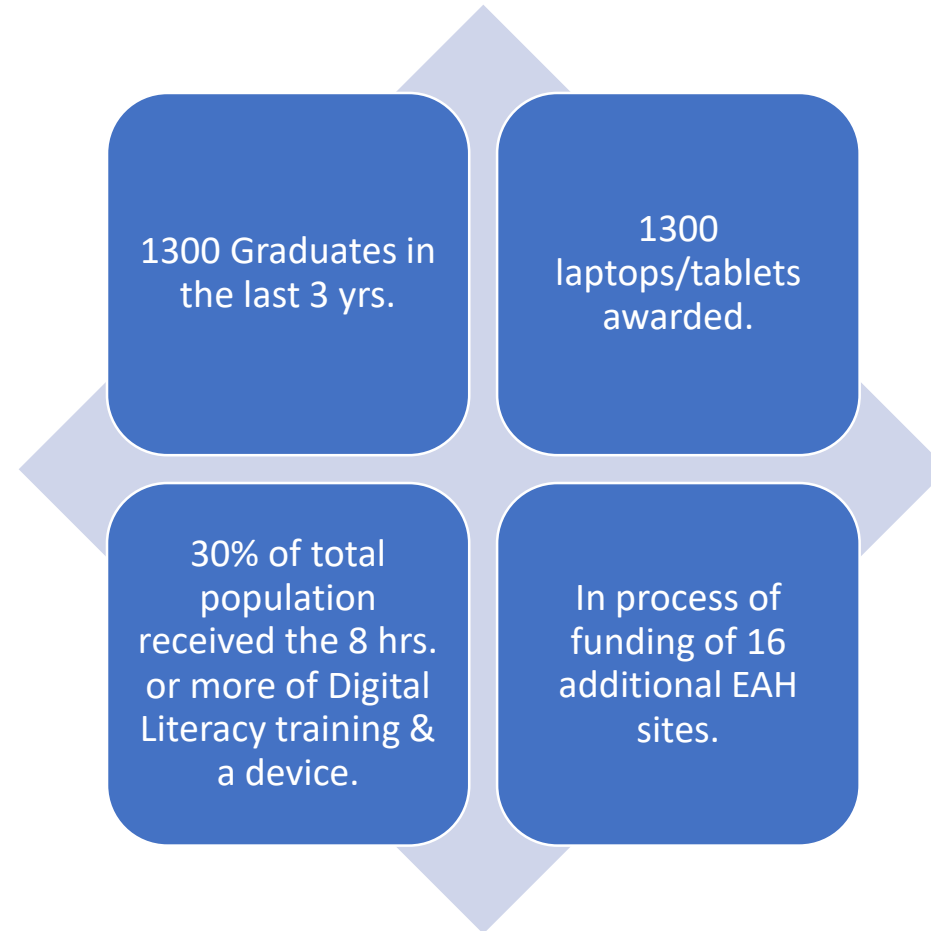 1300 Graduates in
the last 3 yrs.
1300
laptops/tablets
awarded.
30% of total
population
received the 8 hrs.
or more of Digital
Literacy training &
a device.
In process of
funding of 16
additional EAH
sites.